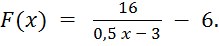 F(x) = 16 / (0,5 x − 3) − 6.